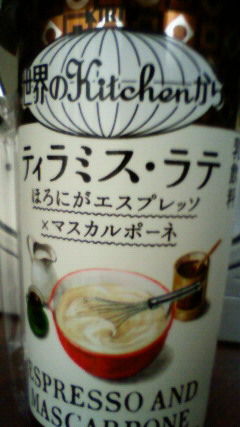 KIRIN
世界のKitchenから
ティラミス・ラテ
ほろにがエスプレッソ
×マスカルポーネ
ESPRESSO AND
MASCARPONE